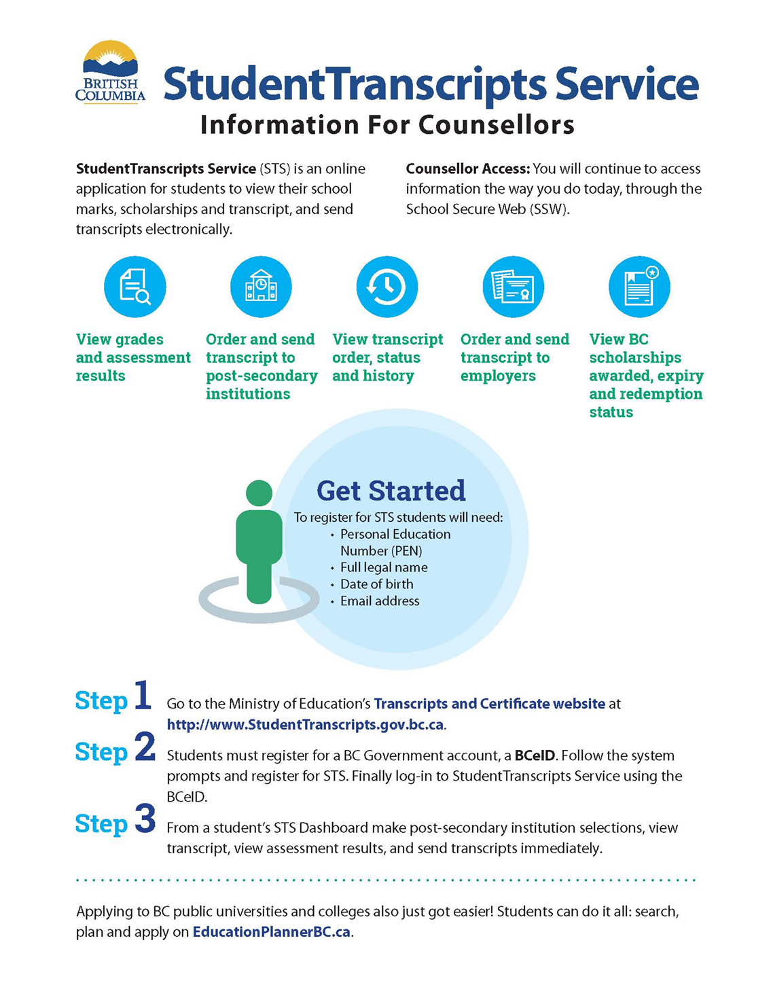 BRITISH
COLUMBIA
StudentTranscripts Service
Information For Counsellors
StudentTranscripts Service (STS) is an online
application for students to view their school
marks, scholarships and transcript, and send
transcripts electronically.
Counsellor Access: You will continue to access
information the way you do today, through the
School Secure Web (SSW).
View grades
and assessment
results
Order and send
transcript to
post-secondary
institutions
View transcript
order, status
and history
Order and send
transcript to
employers
View BC
scholarships
awarded, expiry
and redemption
status
Get Started
To register for STS students will need:
• Personal Education
Number (PEN)
• Full legal name
• Date of birth
• Email address
Step 1
Go to the Ministry of Education’s Transcripts and Certificate website at
http://www.StudentTranscripts.gov.bc.ca.
Step 2
Students must register for a BC Government account, a BCeID. Follow the system
prompts and register for STS. Finally log-in to StudentTranscripts Service using the
BCeID.
Step 3
From a student’s STS Dashboard make post-secondary institution selections, view
transcript, view assessment results, and send transcripts immediately.
Applying to BC public universities and colleges also just got easier! Students can do it all: search,
plan and apply on EducationPlannerBC.ca.